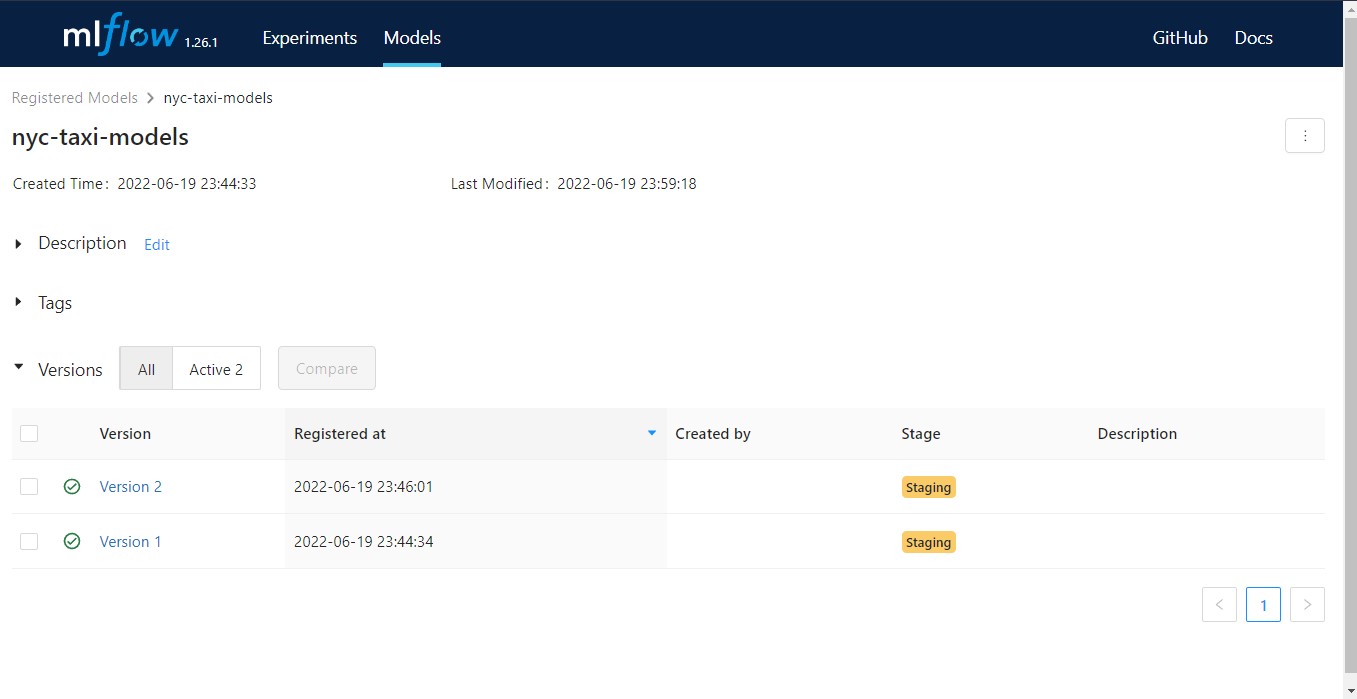 mlflow 1.26.1 Experiments Models GitHub Docs
Registered Models > nyc-taxi-models
nyc-taxi-models
Created Time: 2022-06-19 23:44:33 Last Modified: 2022-06-19 23:59:18
Description Edit
Tags
Versions All Active 2 Compare
Version Registered at Created by Stage Description
Version 2 2022-06-19 23:46:01 Staging
Version 1 2022-06-19 23:44:34 Staging
< 1 >